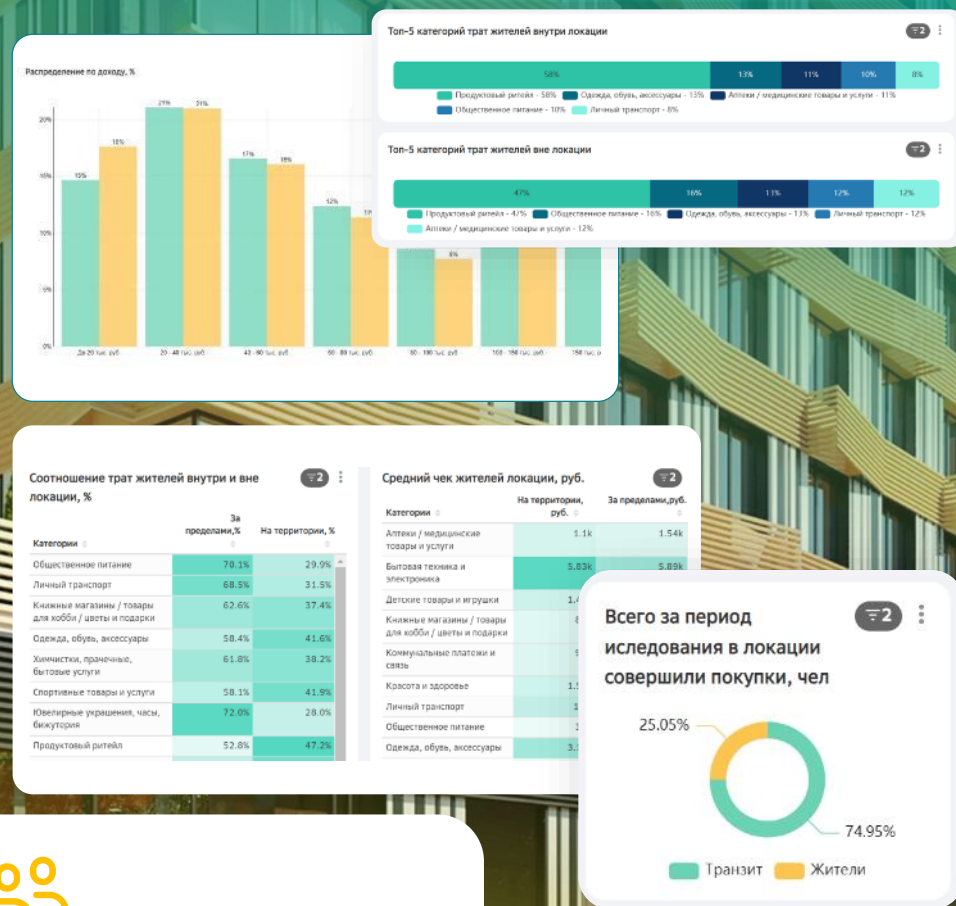 Топ-5 категорий трат жителей внутри локации
2
58%
13%
11%
10%
8%
Продуктовый ритейл - 58%
Одежда, обувь, аксессуары - 13%
Аптеки / медицинские товары и услуги - 11%
Общественное питание - 10%
Личный транспорт - 8%
Топ-5 категорий трат жителей вне локации
2
47%
16%
13%
12%
12%
Продуктовый ритейл - 47%
Общественное питание - 16%
Одежда, обувь, аксессуары - 13%
Личный транспорт - 12%
Аптеки / медицинские товары и услуги - 12%
Распределение по доходу, %
20%
15%
10%
5%
0%
15%
18%
21%
21%
17%
12%
8%
До 20 тыс. руб.
20 - 40 тыс. руб.
60 - 80 тыс. руб.
80 - 100 тыс. руб.
100 - 150 тыс. руб.
Соотношение трат жителей внутри и вне
локации, %
2
Категории
За
пределами,%
На территории, %
Общественное питание 70.1% 29.9%
Личный транспорт 68.5% 31.5%
Книжные магазины / товары
для хобби / цветы и подарки 62.6% 37.4%
Одежда, обувь, аксессуары 58.4% 41.6%
Химчистки, прачечные,
бытовые услуги 61.8% 38.2%
Спортивные товары и услуги 58.1% 41.9%
Ювелирные украшения, часы,
бижутерия 72.0% 28.0%
Продуктовый ритейл 52.8% 47.2%
Средний чек жителей локации, руб.
2
Категории
На территории,
руб.
За пределами,руб.
Аптеки / медицинские
товары и услуги 1.1k 1.54k
Бытовая техника и
электроника 5.83k 5.89k
Детские товары и игрушки
Книжные магазины / товары
для хобби / цветы и подарки
Коммунальные платежи и
связь
Красота и здоровье
Личный транспорт
Общественное питание
Одежда, обувь, аксессуары
Всего за период
иследования в локации
совершили покупки, чел
2
25.05%
74.95%
Транзит
Жители